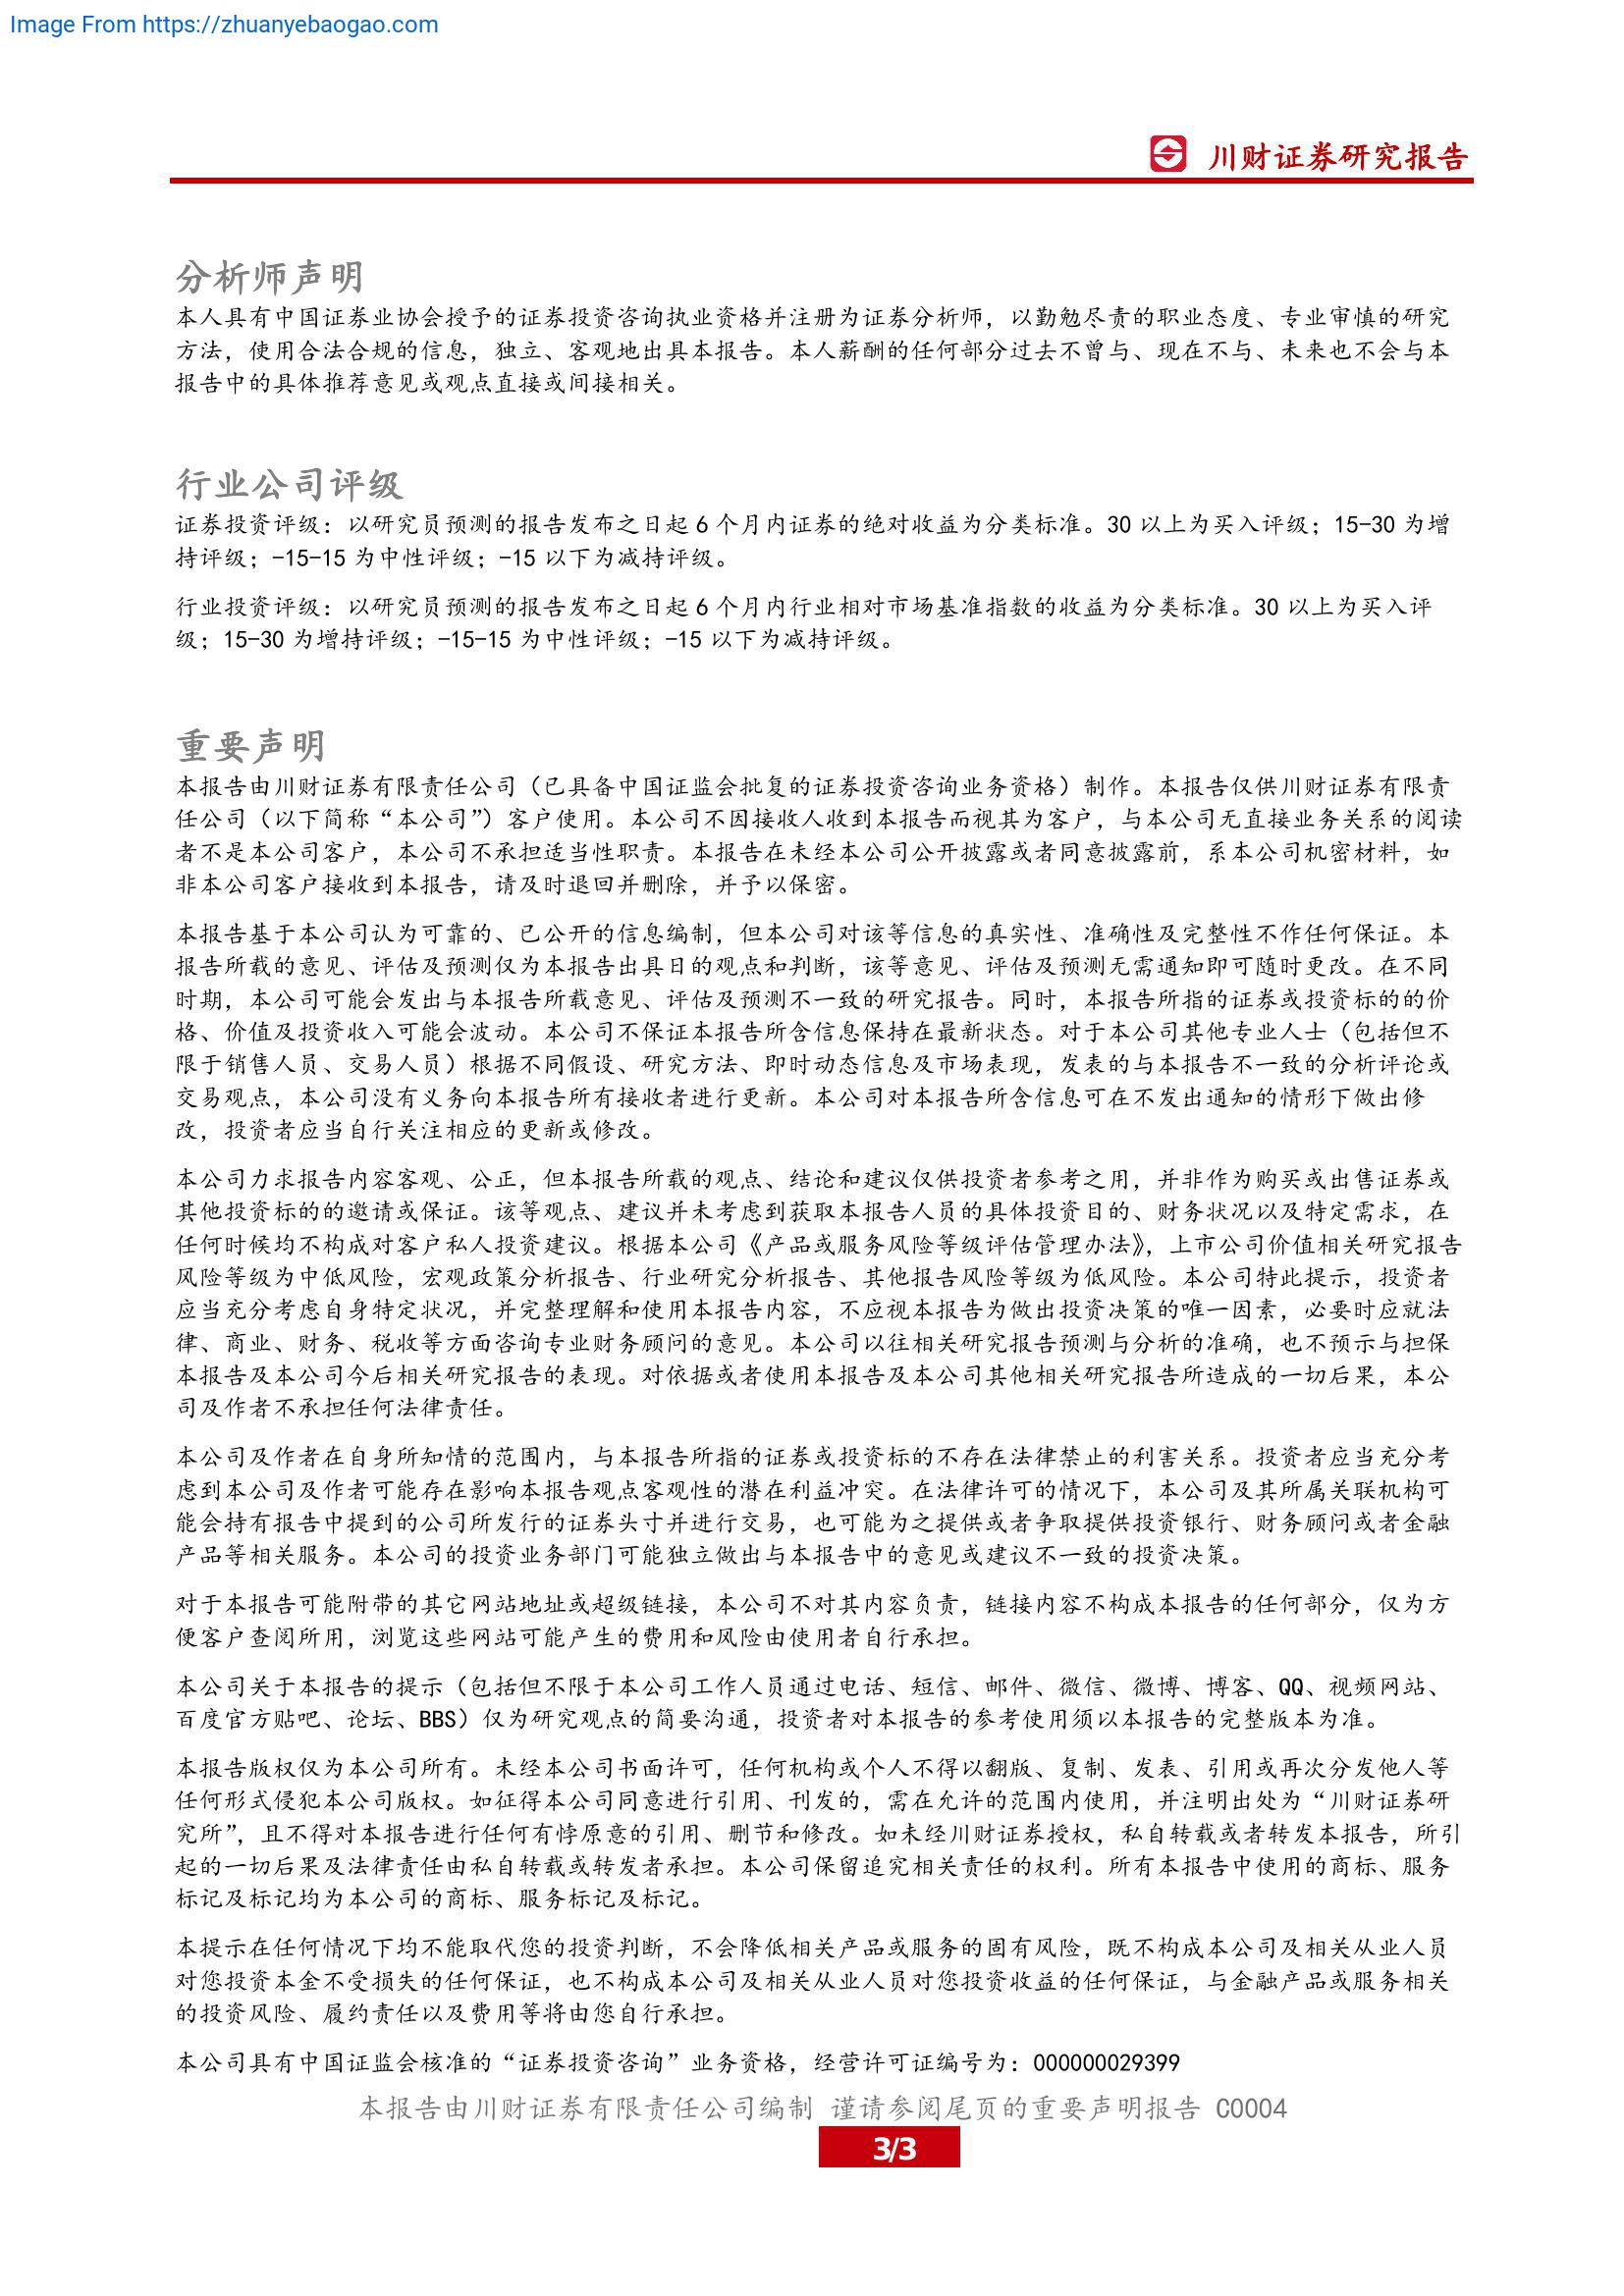 Image From https://zhuanyebaogao.com
川财证券研究报告
分析师声明
本人具有中国证券业协会授予的证券投资咨询执业资格并注册为证券分析师，以勤勉尽责的职业态度、专业审慎的研究
方法，使用合法合规的信息，独立、客观地出具本报告。本人薪酬的任何部分过去不曾与、现在不与、未来也不会与本
报告中的具体推荐意见或观点直接或间接相关。
行业公司评级
证券投资评级：以研究员预测的报告发布之日起 6 个月内证券的绝对收益为分类标准。30 以上为买入评级；15-30 为增
持评级；-15-15 为中性评级；-15 以下为减持评级。
行业投资评级：以研究员预测的报告发布之日起 6 个月内行业相对市场基准指数的收益为分类标准。30 以上为买入评
级；15-30 为增持评级；-15-15 为中性评级；-15 以下为减持评级。
重要声明
本报告由川财证券有限责任公司（已具备中国证监会批复的证券投资咨询业务资格）制作。本报告仅供川财证券有限责
任公司（以下简称“本公司”）客户使用。本公司不因接收人收到本报告而视其为客户，与本公司无直接业务关系的阅读
者不是本公司客户，本公司不承担适当性职责。本报告在未经本公司公开披露或者同意披露前，系本公司机密材料，如
非本公司客户接收到本报告，请及时退回并删除，并予以保密。
本报告基于本公司认为可靠的、已公开的信息编制，但本公司对该等信息的真实性、准确性及完整性不作任何保证。本
报告所载的意见、评估及预测仅为本报告出具日的观点和判断，该等意见、评估及预测无需通知即可随时更改。在不同
时期，本公司可能会发出与本报告所载意见、评估及预测不一致的研究报告。同时，本报告所指的证券或投资标的的价
格、价值及投资收入可能会波动。本公司不保证本报告所含信息保持在最新状态。对于本公司其他专业人士（包括但不
限于销售人员、交易人员）根据不同假设、研究方法、即时动态信息及市场表现，发表的与本报告不一致的分析评论或
交易观点，本公司没有义务向本报告所有接收者进行更新。本公司对本报告所含信息可在不发出通知的情形下做出修
改，投资者应当自行关注相应的更新或修改。
本公司力求报告内容客观、公正，但本报告所载的观点、结论和建议仅供投资者参考之用，并非作为购买或出售证券或
其他投资标的的邀请或保证。该等观点、建议并未考虑到获取本报告人员的具体投资目的、财务状况以及特定需求，在
任何时候均不构成对客户私人投资建议。根据本公司《产品或服务风险等级评估管理办法》，上市公司价值相关研究报告
风险等级为中低风险，宏观政策分析报告、行业研究分析报告、其他报告风险等级为低风险。本公司特此提示，投资者
应当充分考虑自身特定状况，并完整理解和使用本报告内容，不应视本报告为做出投资决策的唯一因素，必要时应就法
律、商业、财务、税收等方面咨询专业财务顾问的意见。本公司以往相关研究报告预测与分析的准确，也不预示与担保
本报告及本公司今后相关研究报告的表现。对依据或者使用本报告及本公司其他相关研究报告所造成的一切后果，本公
司及作者不承担任何法律责任。
本公司及作者在自身所知情的范围内，与本报告所指的证券或投资标的不存在法律禁止的利害关系。投资者应当充分考
虑到本公司及作者可能存在影响本报告观点客观性的潜在利益冲突。在法律许可的情况下，本公司及其所属关联机构可
能会持有报告中提到的公司所发行的证券头寸并进行交易，也可能为之提供或者争取提供投资银行、财务顾问或者金融
产品等相关服务。本公司的投资业务部门可能独立做出与本报告中的意见或建议不一致的投资决策。
对于本报告可能附带的其它网站地址或超级链接，本公司不对其内容负责，链接内容不构成本报告的任何部分，仅为方
便客户查阅所用，浏览这些网站可能产生的费用和风险由使用者自行承担。
本公司关于本报告的提示（包括但不限于本公司工作人员通过电话、短信、邮件、微信、微博、博客、QQ、视频网站、
百度官方贴吧、论坛、BBS）仅为研究观点的简要沟通，投资者对本报告的参考使用须以本报告的完整版本为准。
本报告版权仅为本公司所有。未经本公司书面许可，任何机构或个人不得以翻版、复制、发表、引用或再次分发他人等
任何形式侵犯本公司版权。如征得本公司同意进行引用、刊发的，需在允许的范围内使用，并注明出处为“川财证券研
究所”，且不得对本报告进行任何有悖原意的引用、删节和修改。如未经川财证券授权，私自转载或者转发本报告，所引
起的一切后果及法律责任由私自转载或转发者承担。本公司保留追究相关责任的权利。所有本报告中使用的商标、服务
标记及标记均为本公司的商标、服务标记及标记。
本提示在任何情况下均不能取代您的投资判断，不会降低相关产品或服务的固有风险，既不构成本公司及相关从业人员
对您投资本金不受损失的任何保证，也不构成本公司及相关从业人员对您投资收益的任何保证，与金融产品或服务相关
的投资风险、履约责任以及费用等将由您自行承担。
本公司具有中国证监会核准的“证券投资咨询”业务资格，经营许可证编号为：000000029399
本报告由川财证券有限责任公司编制 谨请参阅尾页的重要声明报告 C0004
3/3